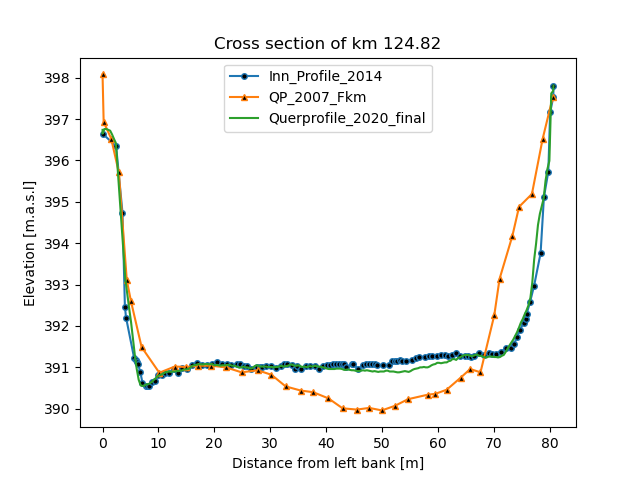 Cross section of km 124.82
Inn_Profile_2014
QP_2007_Fkm
Querprofile_2020_final
Elevation [m.a.s.l]
398
397
396
395
394
393
392
391
390
0 10 20 30 40 50 60 70 80
Distance from left bank [m]